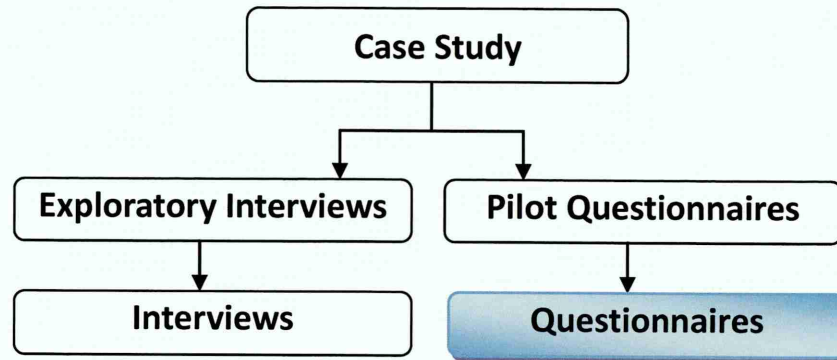 Case Study
Exploratory Interviews
Pilot Questionnaires
Interviews
Questionnaires